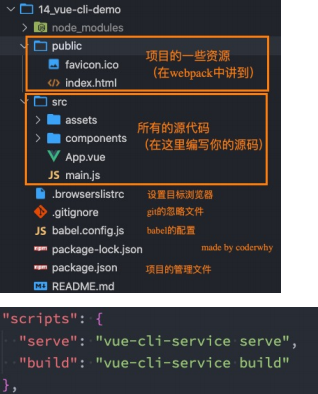 14_vue-cli-demo
node_modules
public
项目的一些资源
favicon.ico
（在webpack中讲到）
index.html
src
assets
所有的源代码
components
（在这里编写你的源码）
App.vue
JS main.js
.browserslistrc 设置目标浏览器
.gitignore git的忽略文件
JS babel.config.js babel的配置
package-lock.json made by coderwhy
package.json 项目的管理文件
README.md
"scripts": {
"serve": "vue-cli-service serve",
"build": "vue-cli-service build"
},